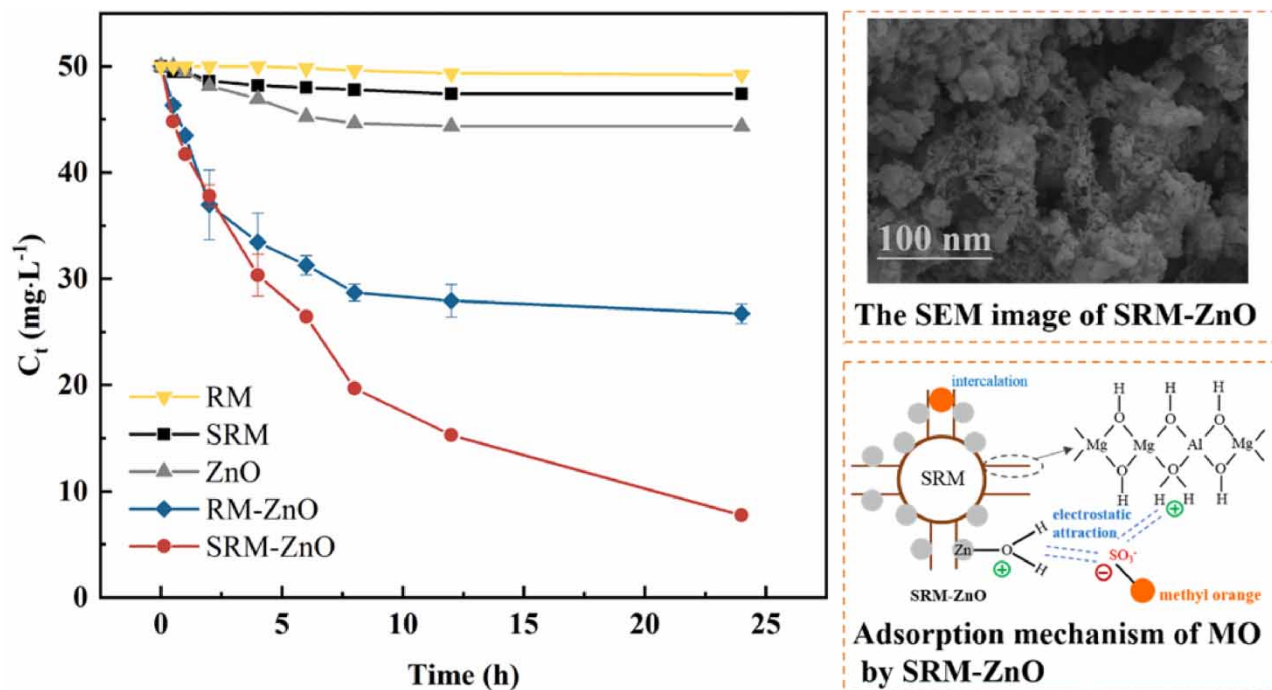 50
40
30
20
10
0
0 5 10 15 20 25
Cₜ (mg·L⁻¹)
Time (h)
RM
SRM
ZnO
RM-ZnO
SRM-ZnO
100 nm
The SEM image of SRM-ZnO
intercalation
H H H
O O O
Mg Mg Al Mg
O O O
H H H H
SRM
electrostatic
attraction
Zn O H
H
SO₃⁻
SRM-ZnO
methyl orange
Adsorption mechanism of MO
by SRM-ZnO